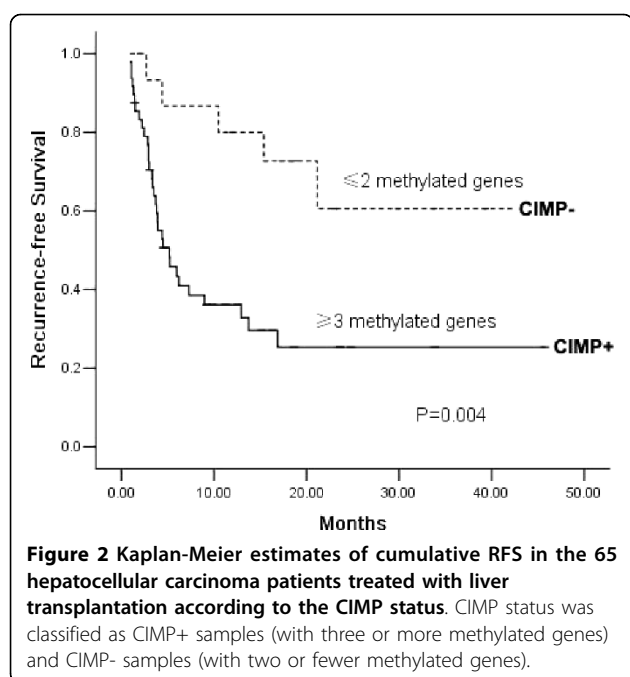 1.0
0.8
0.6
0.4
0.2
0.0
Recurrence-free Survival
≤2 methylated genes
CIMP-
≥3 methylated genes
CIMP+
P=0.004
0.00 10.00 20.00 30.00 40.00 50.00
Months
Figure 2 Kaplan-Meier estimates of cumulative RFS in the 65
hepatocellular carcinoma patients treated with liver
transplantation according to the CIMP status. CIMP status was
classified as CIMP+ samples (with three or more methylated genes)
and CIMP- samples (with two or fewer methylated genes).